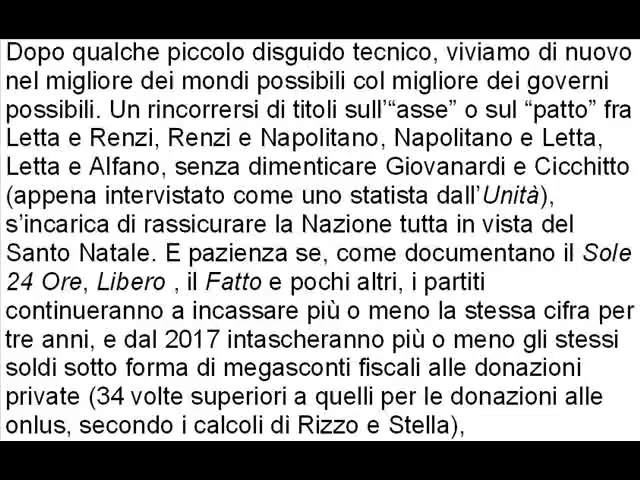 Dopo qualche piccolo disguido tecnico, viviamo di nuovo
nel migliore dei mondi possibili col migliore dei governi
possibili. Un rincorrersi di titoli sull’“asse” o sul “patto” fra
Letta e Renzi, Renzi e Napolitano, Napolitano e Letta,
Letta e Alfano, senza dimenticare Giovanardi e Cicchitto
(appena intervistato come uno statista dall’Unità),
s’incarica di rassicurare la Nazione tutta in vista del
Santo Natale. E pazienza se, come documentano il Sole
24 Ore, Libero , il Fatto e pochi altri, i partiti
continueranno a incassare più o meno la stessa cifra per
tre anni, e dal 2017 intascheranno più o meno gli stessi
soldi sotto forma di megasconti fiscali alle donazioni
private (34 volte superiori a quelli per le donazioni alle
onlus, secondo i calcoli di Rizzo e Stella),